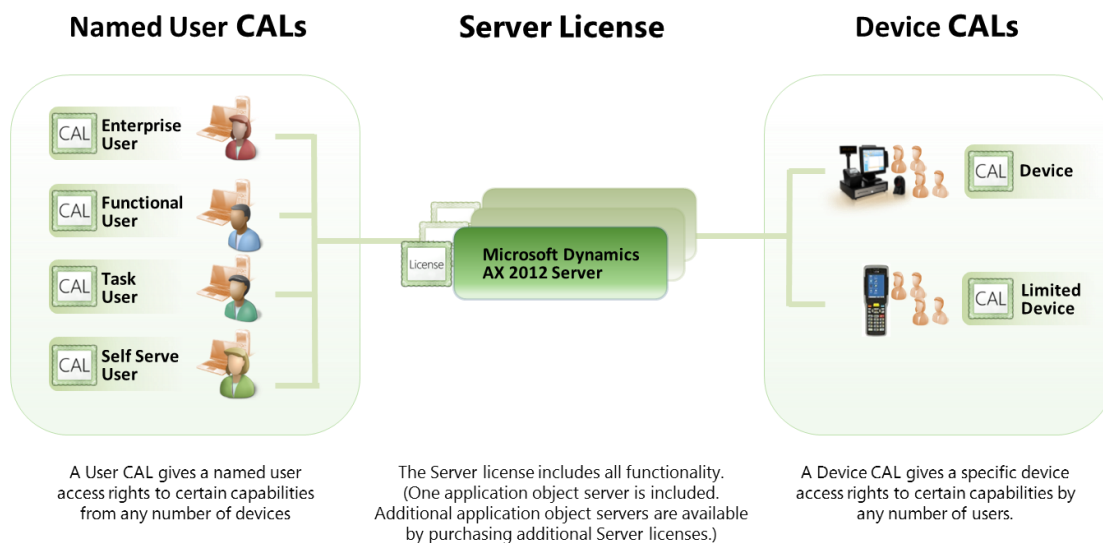 Named User CALs
Server License
Device CALs
CAL
Enterprise
User
CAL
Functional
User
CAL
Task
User
CAL
Self Serve
User
License
Microsoft Dynamics
AX 2012 Server
CAL
Device
CAL
Limited
Device
A User CAL gives a named user
access rights to certain capabilities
from any number of devices
The Server license includes all functionality.
(One application object server is included.
Additional application object servers are available
by purchasing additional Server licenses.)
A Device CAL gives a specific device
access rights to certain capabilities by
any number of users.